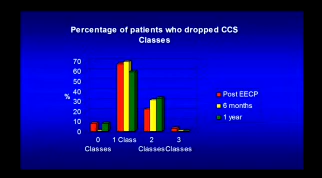 Percentage of patients who dropped CCS
Classes
70
60
50
40
30
20
10
0
%
0 1 Class 2 3
Classes Classes Classes
Post EECP
6 months
1 year